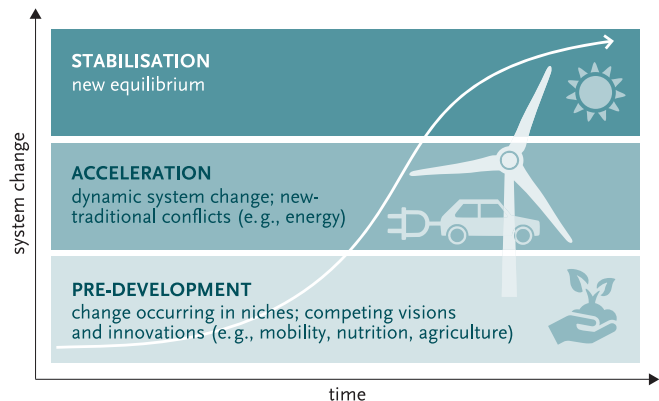 STABILISATION
new equilibrium
ACCELERATION
dynamic system change; new-
traditional conflicts (e. g., energy)
PRE-DEVELOPMENT
change occurring in niches; competing visions
and innovations (e. g., mobility, nutrition, agriculture)
system change
time